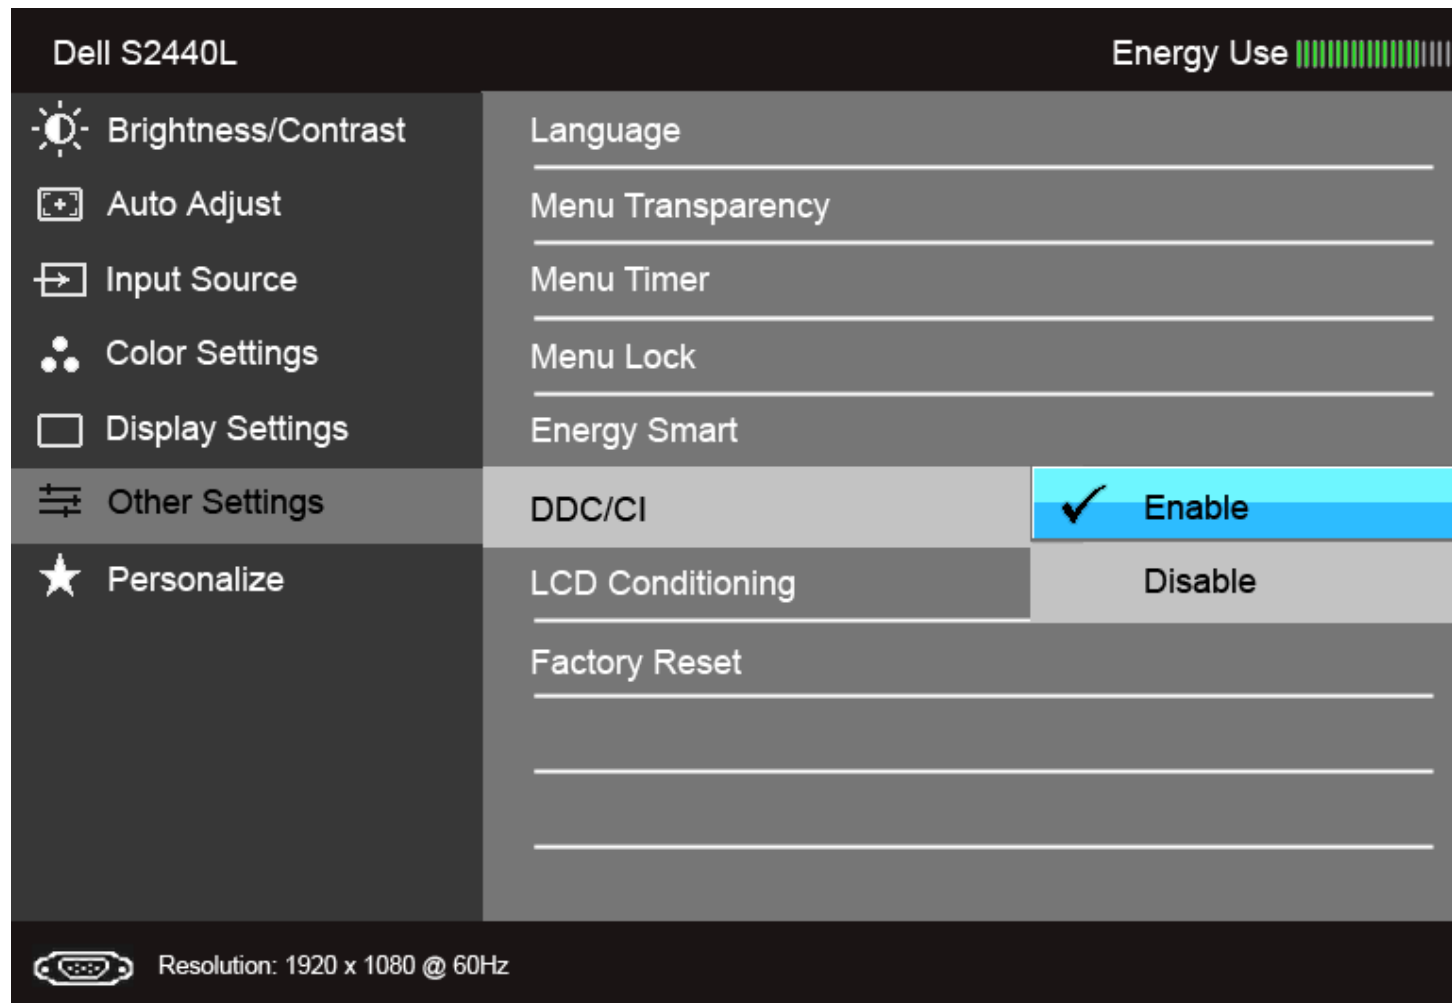 Dell S2440L
Energy Use
Brightness/Contrast
Auto Adjust
Input Source
Color Settings
Display Settings
Other Settings
Personalize
Language
Menu Transparency
Menu Timer
Menu Lock
Energy Smart
DDC/CI
Enable
Disable
LCD Conditioning
Factory Reset
Resolution: 1920 x 1080 @ 60Hz